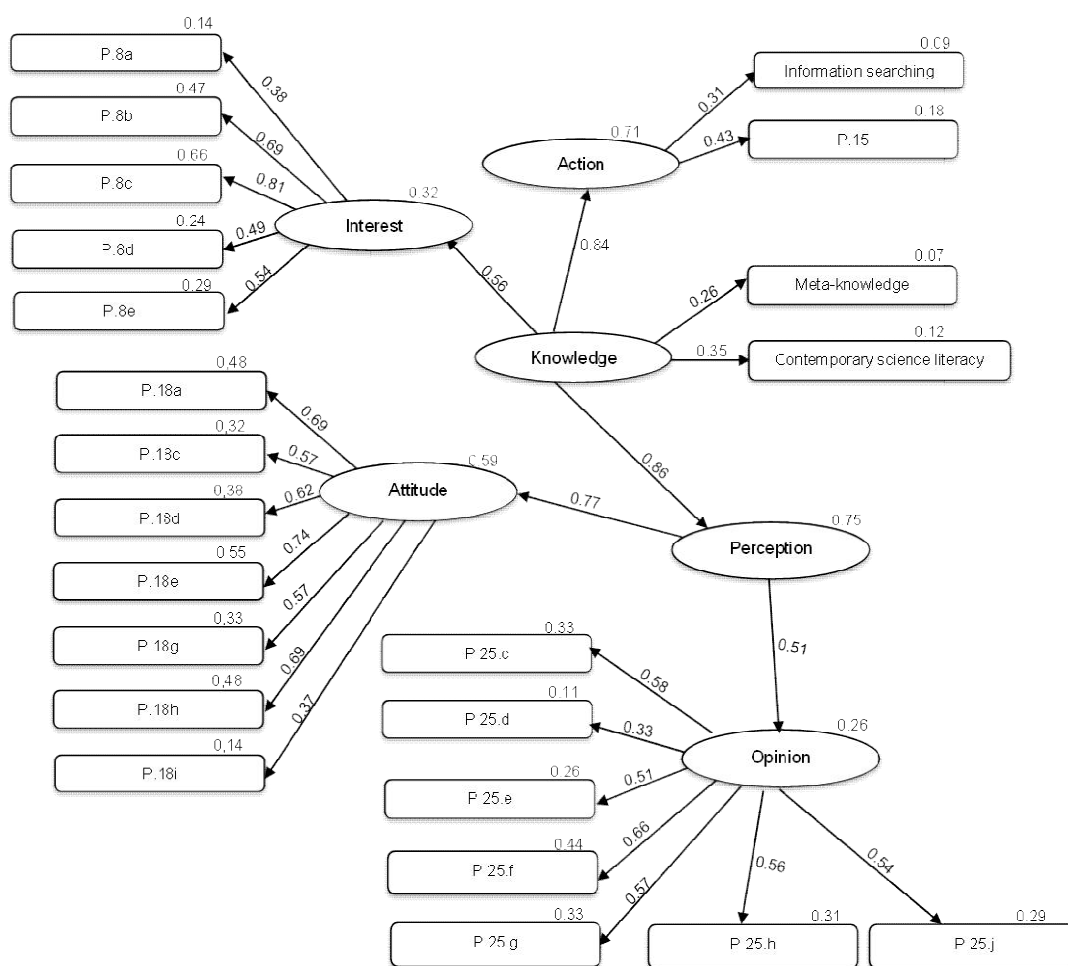 0.14
P.8a
0.38
0.47
P.8b
0.69
0.66
P.8c
0.81
0.24
P.8d
0.49
0.29
P.8e
0.54
0.32
Interest
0.71
Action
0.09
Information searching
0.31
0.18
P.15
0.43
0.84
0.56
Knowledge
0.07
Meta-knowledge
0.26
0.12
Contemporary science literacy
0.35
0,48
P.18a
0.69
0,32
P.18c
0.57
0,38
P.18d
0.62
0.55
P.18e
0.74
0,33
P 18g
0.57
0,48
P.18h
0.69
0,14
P.18i
0.37
0.59
Attitude
0.77
0.86
0.75
Perception
0.51
0.33
P 25.c
0.58
0.11
P 25.d
0.33
0.26
P 25.e
0.51
0.44
P 25.f
0.66
0.33
P 25.g
0.57
0.26
Opinion
0.56
0.31
P 25.h
0.54
0.29
P 25.j